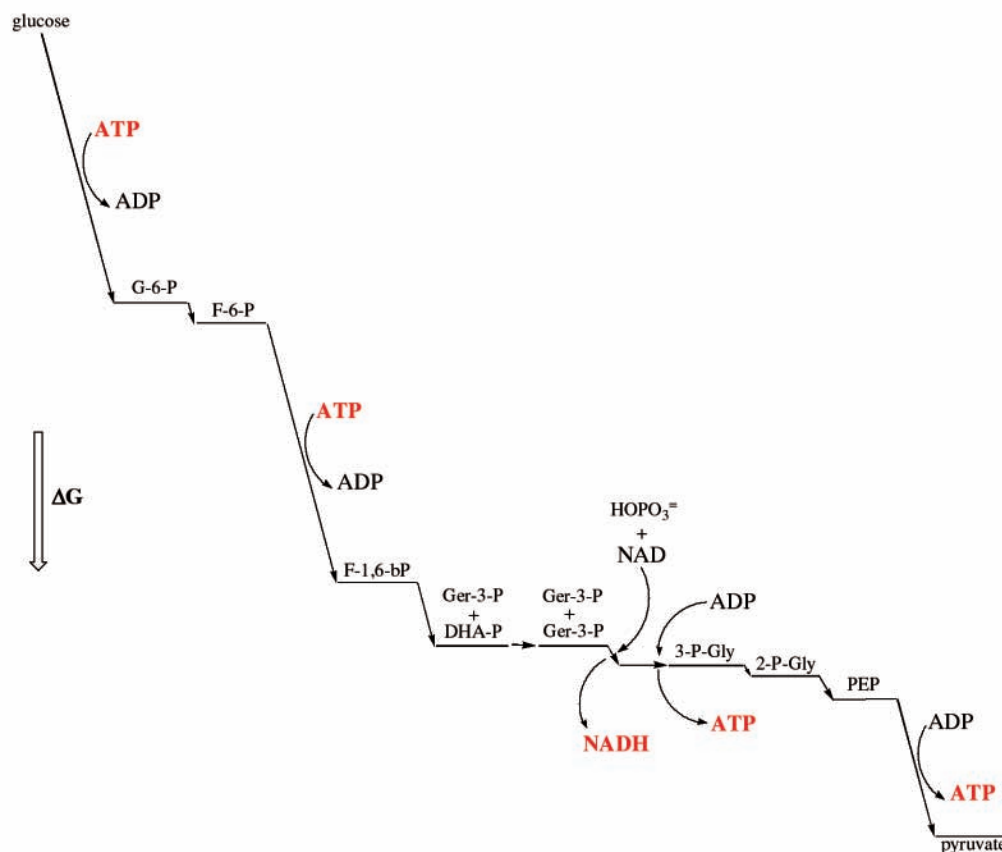 glucose
ATP
ADP
G-6-P
F-6-P
ATP
ADP
ΔG
HOPO₃⁼
+
NAD
F-1,6-bP
Ger-3-P
+
DHA-P
Ger-3-P
+
Ger-3-P
ADP
3-P-Gly
2-P-Gly
PEP
NADH
ATP
ADP
ATP
pyruvate